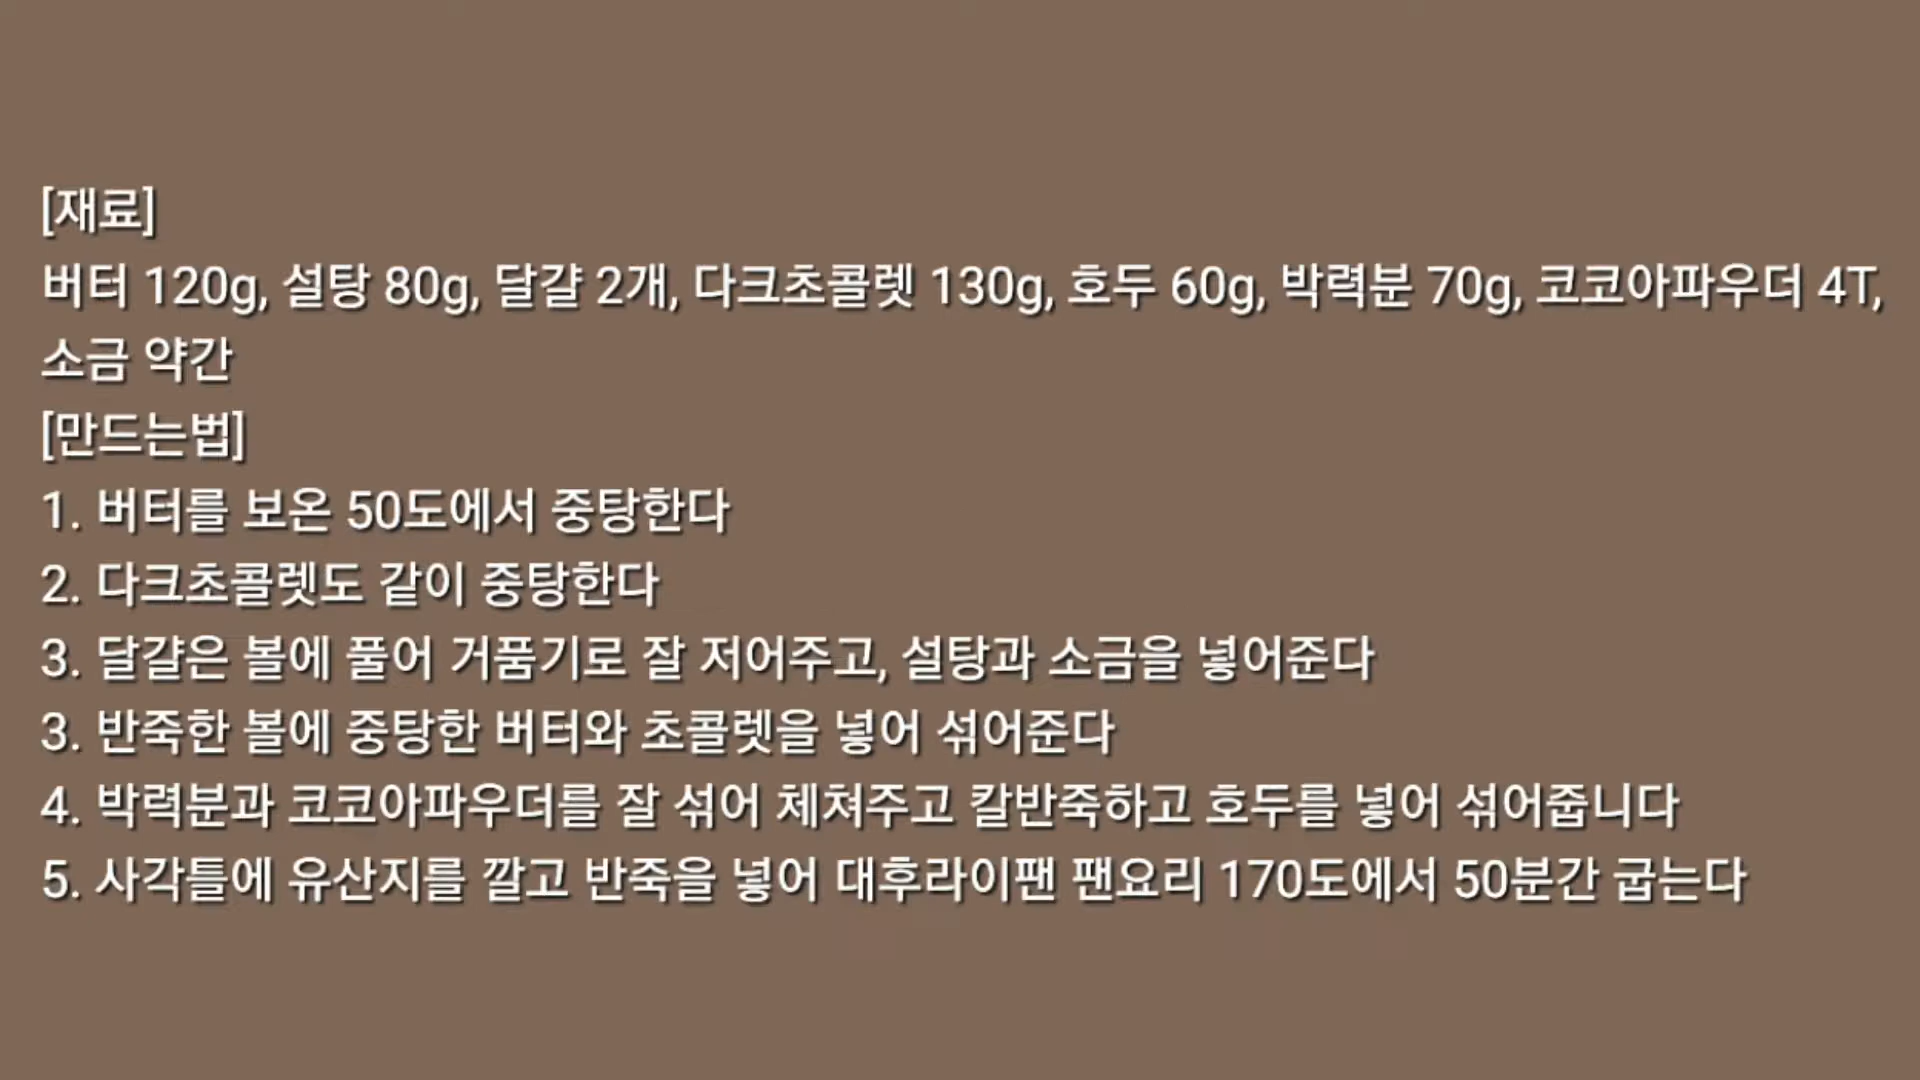 [재료]
버터 120g, 설탕 80g, 달걀 2개, 다크초콜렛 130g, 호두 60g, 박력분 70g, 코코아파우더 4T,
소금 약간
[만드는법]
1. 버터를 보온 50도에서 중탕한다
2. 다크초콜렛도 같이 중탕한다
3. 달걀은 볼에 풀어 거품기로 잘 저어주고, 설탕과 소금을 넣어준다
3. 반죽한 볼에 중탕한 버터와 초콜렛을 넣어 섞어준다
4. 박력분과 코코아파우더를 잘 섞어 체쳐주고 칼반죽하고 호두를 넣어 섞어줍니다
5. 사각틀에 유산지를 깔고 반죽을 넣어 대후라이팬 팬요리 170도에서 50분간 굽는다